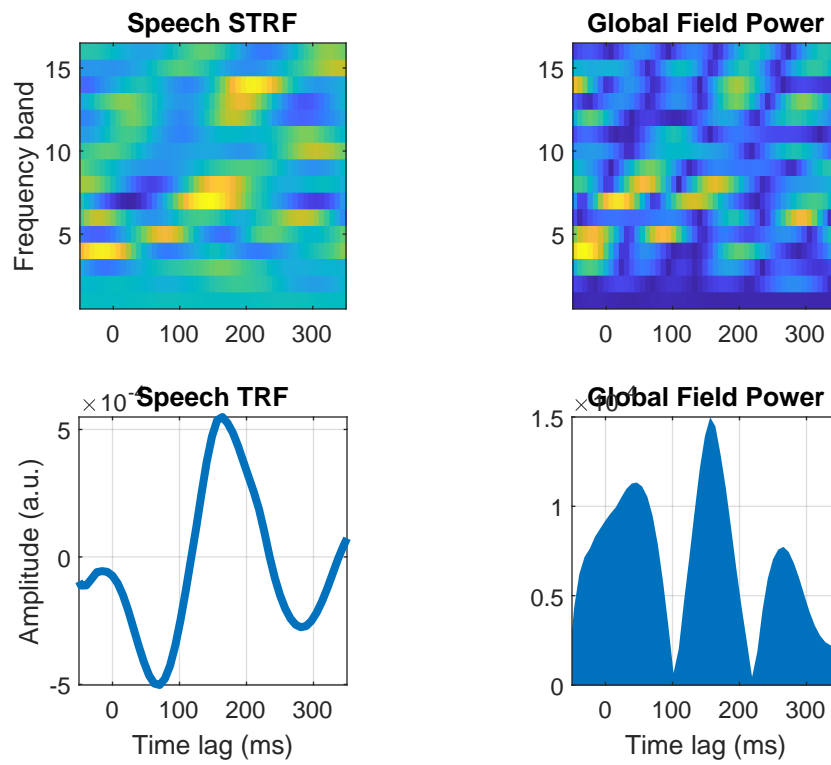 Speech STRF
Global Field Power
Frequency band
15
10
5
0 100 200 300
15
10
5
0 100 200 300
Speech TRF
× 10⁻⁴
Amplitude (a.u.)
5
0
-5
0 100 200 300
Time lag (ms)
Global Field Power
1.5
1
0.5
0
0 100 200 300
Time lag (ms)